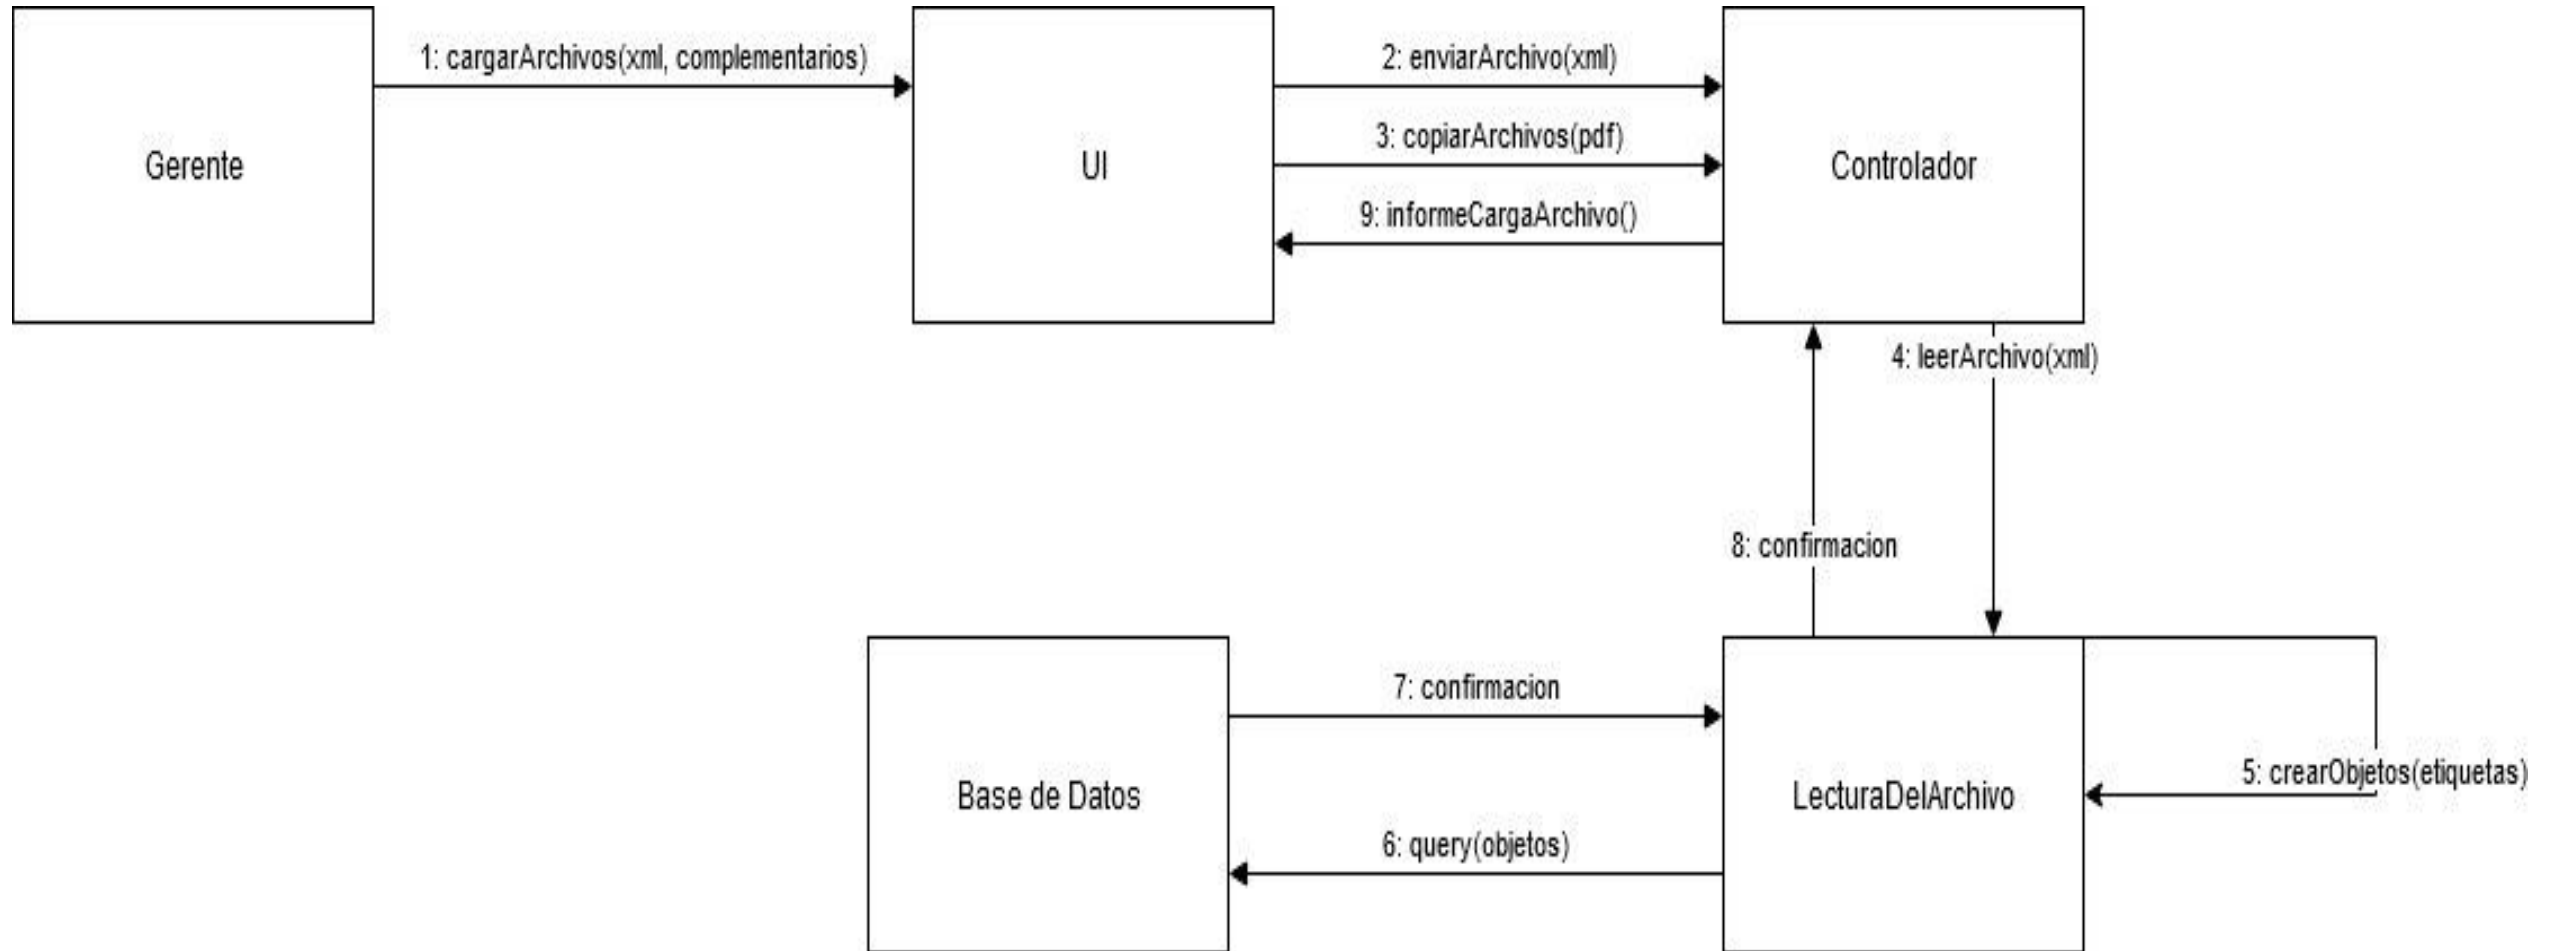 1: cargarArchivos(xml, complementarios)
2: enviarArchivo(xml)
3: copiarArchivos(pdf)
Gerente
UI
Controlador
9: informeCargaArchivo()
4: leerArchivo(xml)
8: confirmacion
7: confirmacion
5: crearObjetos(etiquetas)
Base de Datos
LecturaDelArchivo
6: query(objetos)